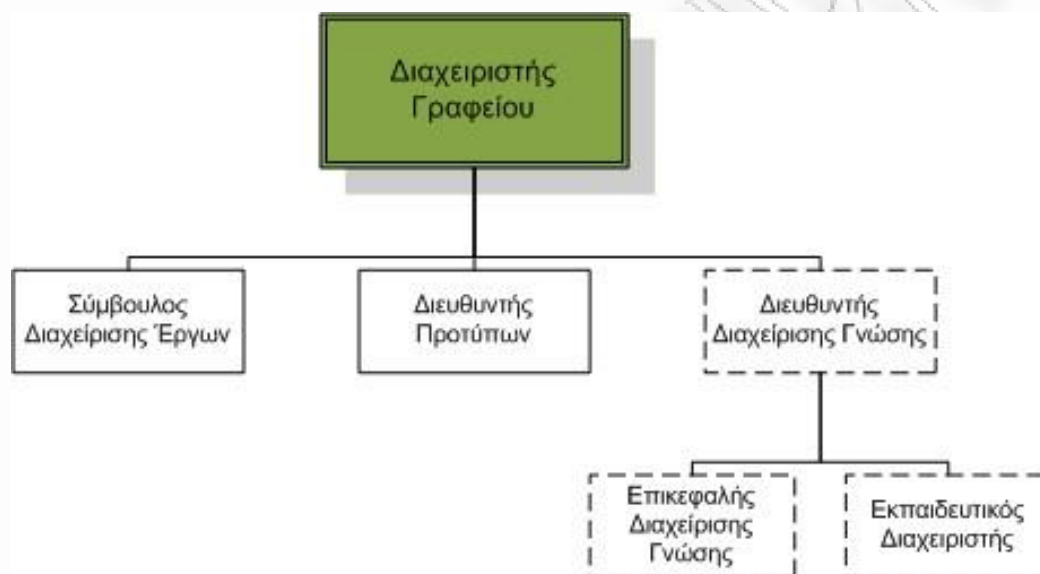 Διαχειριστής
Γραφείου
Σύμβουλος
Διαχείρισης Έργων
Διευθυντής
Προτύπων
Διευθυντής
Διαχείρισης Γνώσης
Επικεφαλής
Διαχείρισης
Γνώσης
Εκπαιδευτικός
Διαχειριστής